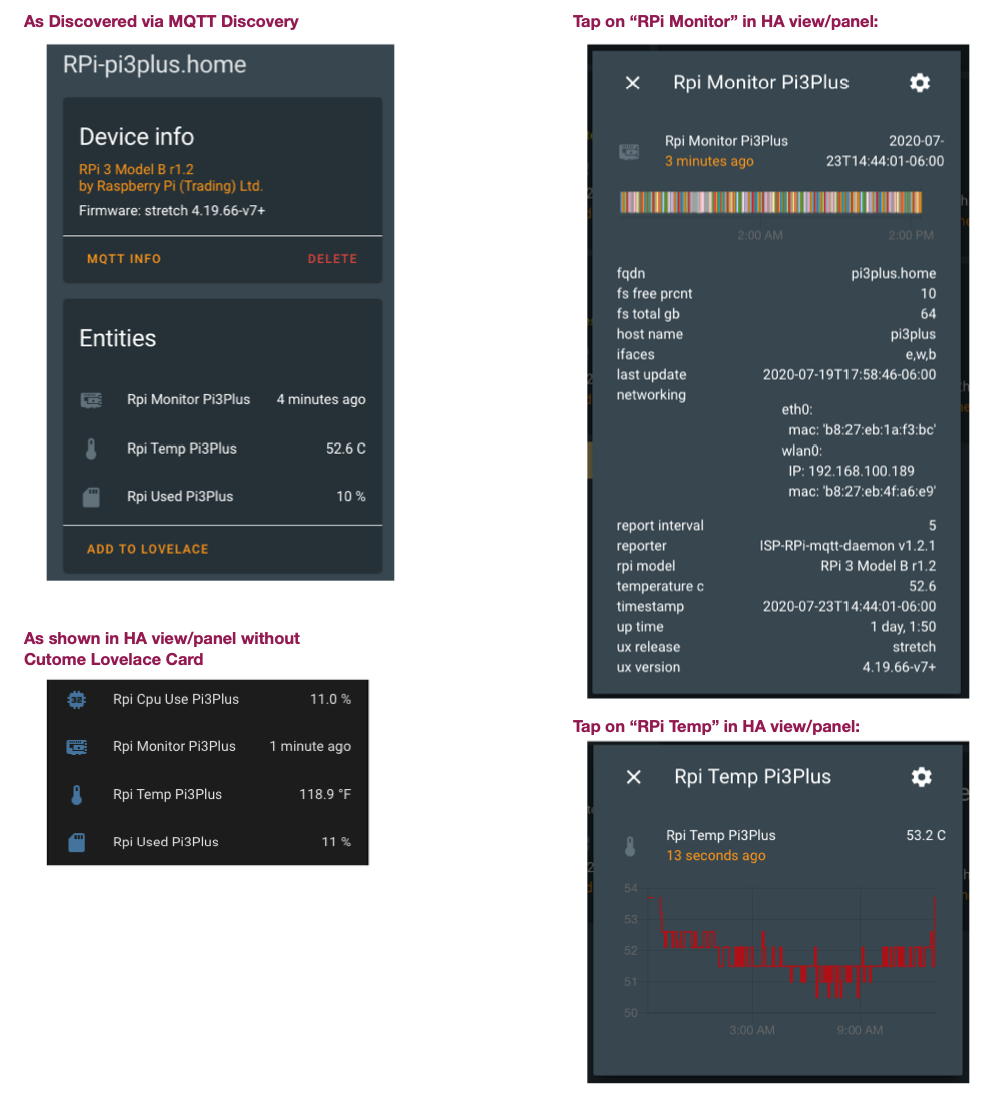 As Discovered via MQTT Discovery
RPi-pi3plus.home
Device info
RPi 3 Model B r1.2
by Raspberry Pi (Trading) Ltd.
Firmware: stretch 4.19.66-v7+
MQTT INFO DELETE
Entities
Rpi Monitor Pi3Plus 4 minutes ago
Rpi Temp Pi3Plus 52.6 C
Rpi Used Pi3Plus 10 %
ADD TO LOVELACE
As shown in HA view/panel without
Cutome Lovelace Card
Rpi Cpu Use Pi3Plus 11.0 %
Rpi Monitor Pi3Plus 1 minute ago
Rpi Temp Pi3Plus 118.9 °F
Rpi Used Pi3Plus 11 %
Tap on “RPi Monitor” in HA view/panel:
Rpi Monitor Pi3Plus
Rpi Monitor Pi3Plus 2020-07-
3 minutes ago 23T14:44:01-06:00
2:00 AM 2:00 PM
fqdn pi3plus.home
fs free prcnt 10
fs total gb 64
host name pi3plus
ifaces e,w,b
last update 2020-07-19T17:58:46-06:00
networking
eth0:
mac: 'b8:27:eb:1a:f3:bc'
wlan0:
IP: 192.168.100.189
mac: 'b8:27:eb:4f:a6:e9'
report interval 5
reporter ISP-RPi-mqtt-daemon v1.2.1
rpi model RPi 3 Model B r1.2
temperature c 52.6
timestamp 2020-07-23T14:44:01-06:00
up time 1 day, 1:50
ux release stretch
ux version 4.19.66-v7+
Tap on “RPi Temp” in HA view/panel:
Rpi Temp Pi3Plus
Rpi Temp Pi3Plus 53.2 C
13 seconds ago
54
53
52
51
50
3:00 AM 9:00 AM